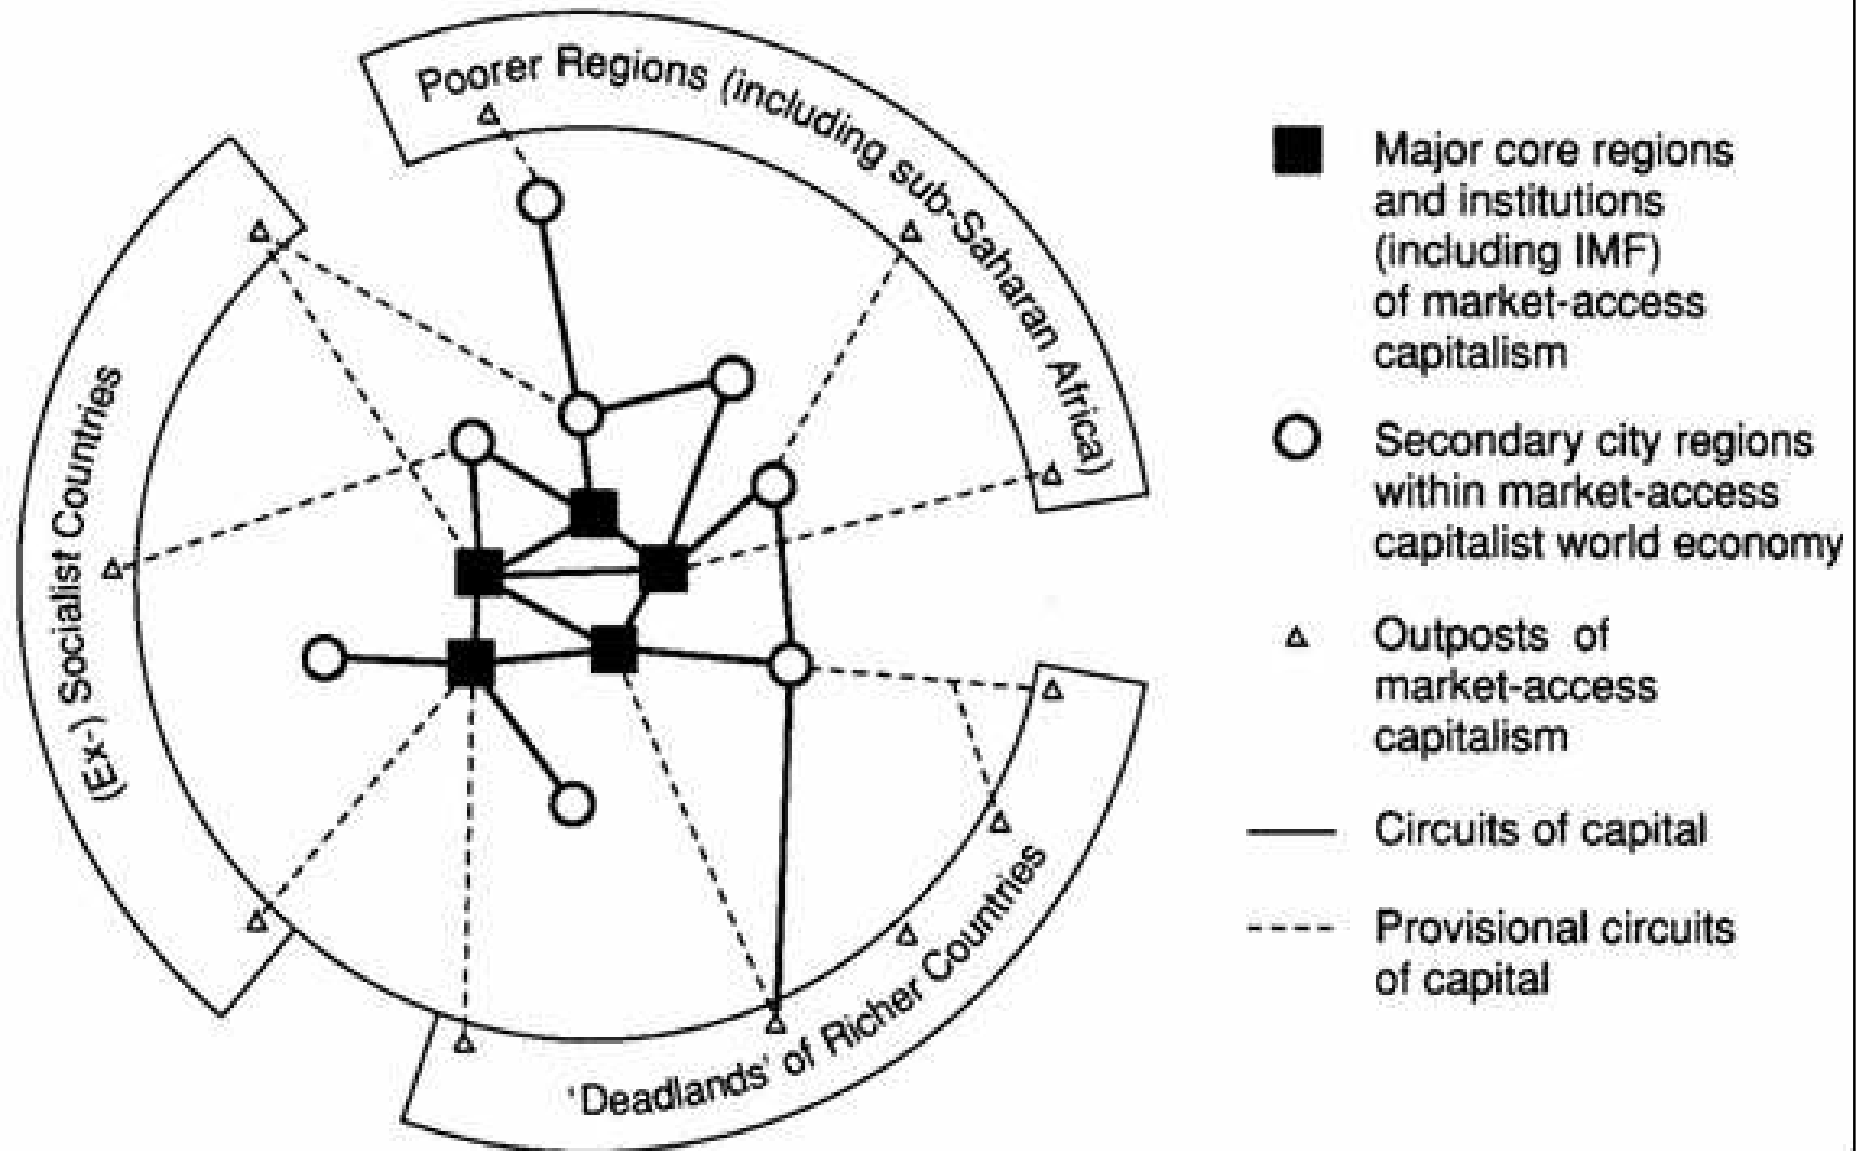 Poorer Regions (including sub-Saharan Africa)
(Ex-) Socialist Countries
'Deadlands' of Richer Countries
Major core regions
and institutions
(including IMF)
of market-access
capitalism
Secondary city regions
within market-access
capitalist world economy
Outposts of
market-access
capitalism
Circuits of capital
Provisional circuits
of capital